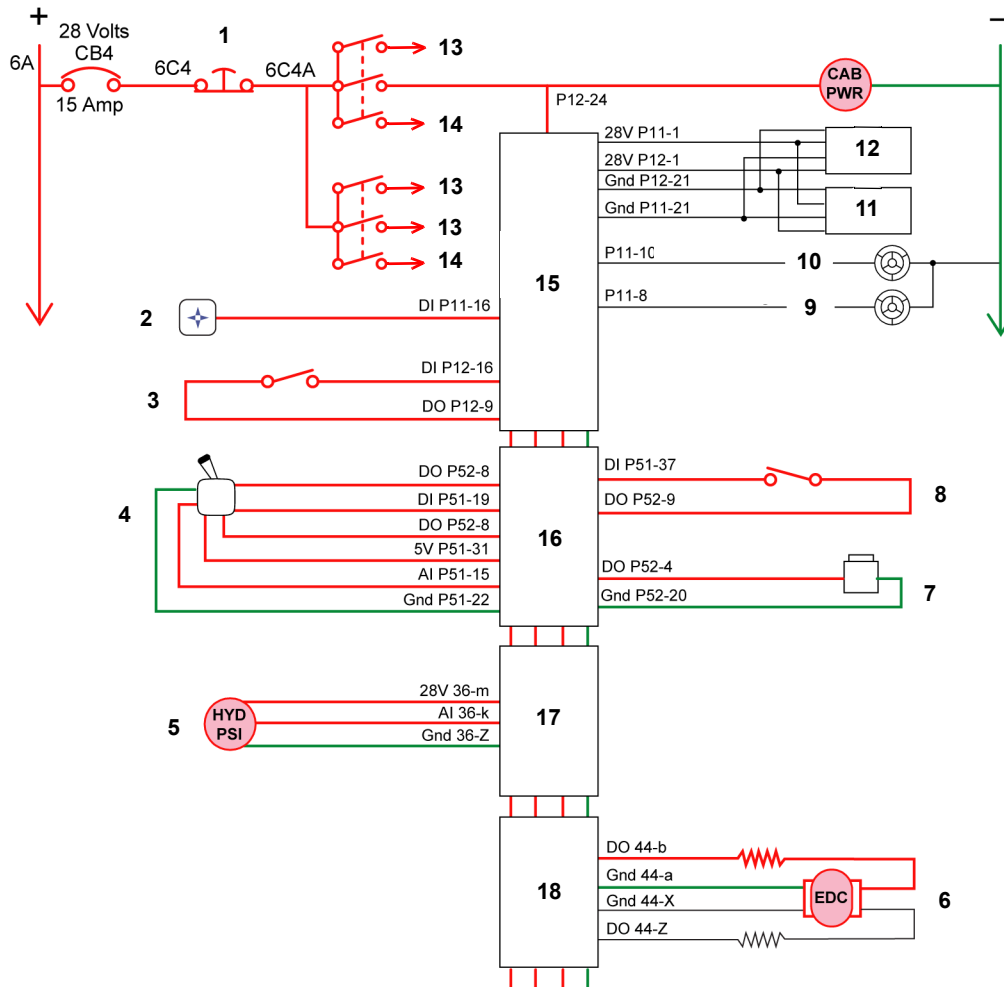 +
28 Volts
CB4
6A
15 Amp
1
6C4
6C4A
13
14
13
13
14
P12-24
CAB
PWR
–
28V P11-1
28V P12-1
Gnd P12-21
Gnd P11-21
12
11
15
P11-10
10
P11-8
9
2
DI P11-16
3
DI P12-16
DO P12-9
4
DO P52-8
DI P51-19
DO P52-8
5V P51-31
AI P51-15
Gnd P51-22
16
DI P51-37
DO P52-9
8
DO P52-4
Gnd P52-20
7
5
HYD
PSI
28V 36-m
AI 36-k
Gnd 36-Z
17
18
DO 44-b
Gnd 44-a
Gnd 44-X
DO 44-Z
EDC
6